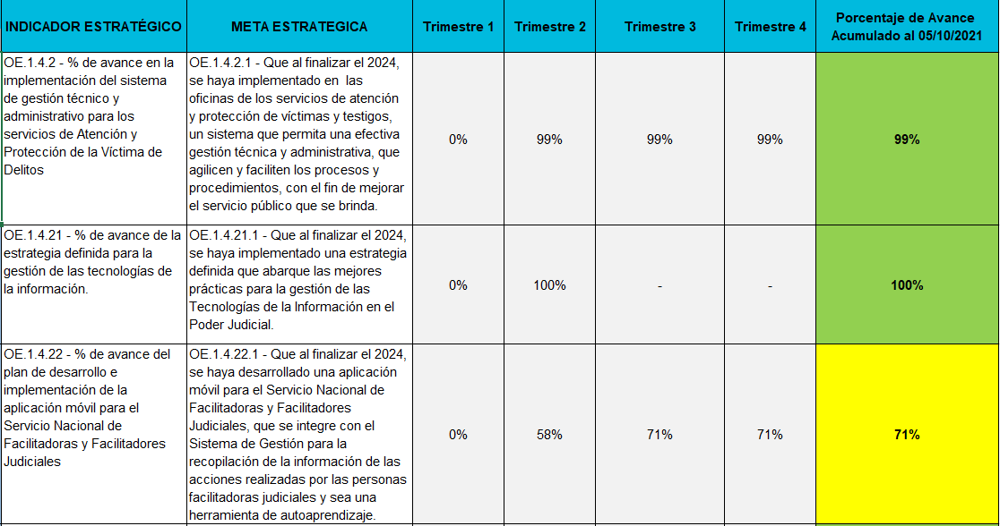 INDICADOR ESTRATÉGICO
META ESTRATEGICA
Trimestre 1
Trimestre 2
Trimestre 3
Trimestre 4
Porcentaje de Avance
Acumulado al 05/10/2021
OE.1.4.2 - % de avance en la
implementación del sistema
de gestión técnico y
administrativo para los
servicios de Atención y
Protección de la Víctima de
Delitos
OE.1.4.2.1 - Que al finalizar el 2024,
se haya implementado en las
oficinas de los servicios de atención
y protección de víctimas y testigos,
un sistema que permita una efectiva
gestión técnica y administrativa, que
agilicen y faciliten los procesos y
procedimientos, con el fin de mejorar
el servicio público que se brinda.
0%
99%
99%
99%
99%
OE.1.4.21 - % de avance de la
estrategia definida para la
gestión de las tecnologías de
la información.
OE.1.4.21.1 - Que al finalizar el 2024,
se haya implementado una estrategia
definida que abarque las mejores
prácticas para la gestión de las
Tecnologías de la Información en el
Poder Judicial.
0%
100%
-
-
100%
OE.1.4.22 - % de avance del
plan de desarrollo e
implementación de la
aplicación móvil para el
Servicio Nacional de
Facilitadoras y Facilitadores
Judiciales
OE.1.4.22.1 - Que al finalizar el 2024,
se haya desarrollado una aplicación
móvil para el Servicio Nacional de
Facilitadoras y Facilitadores
Judiciales, que se integre con el
Sistema de Gestión para la
recopilación de la información de las
acciones realizadas por las personas
facilitadoras judiciales y sea una
herramienta de autoaprendizaje.
0%
58%
71%
71%
71%